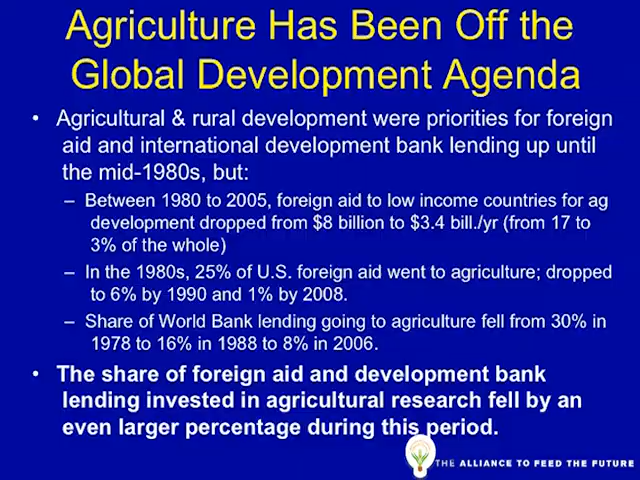 Agriculture Has Been Off the
Global Development Agenda
• Agricultural & rural development were priorities for foreign
aid and international development bank lending up until
the mid-1980s, but:
– Between 1980 to 2005, foreign aid to low income countries for ag
development dropped from $8 billion to $3.4 bill./yr (from 17 to
3% of the whole)
– In the 1980s, 25% of U.S. foreign aid went to agriculture; dropped
to 6% by 1990 and 1% by 2008.
– Share of World Bank lending going to agriculture fell from 30% in
1978 to 16% in 1988 to 8% in 2006.
• The share of foreign aid and development bank
lending invested in agricultural research fell by an
even larger percentage during this period.
THE ALLIANCE TO FEED THE FUTURE